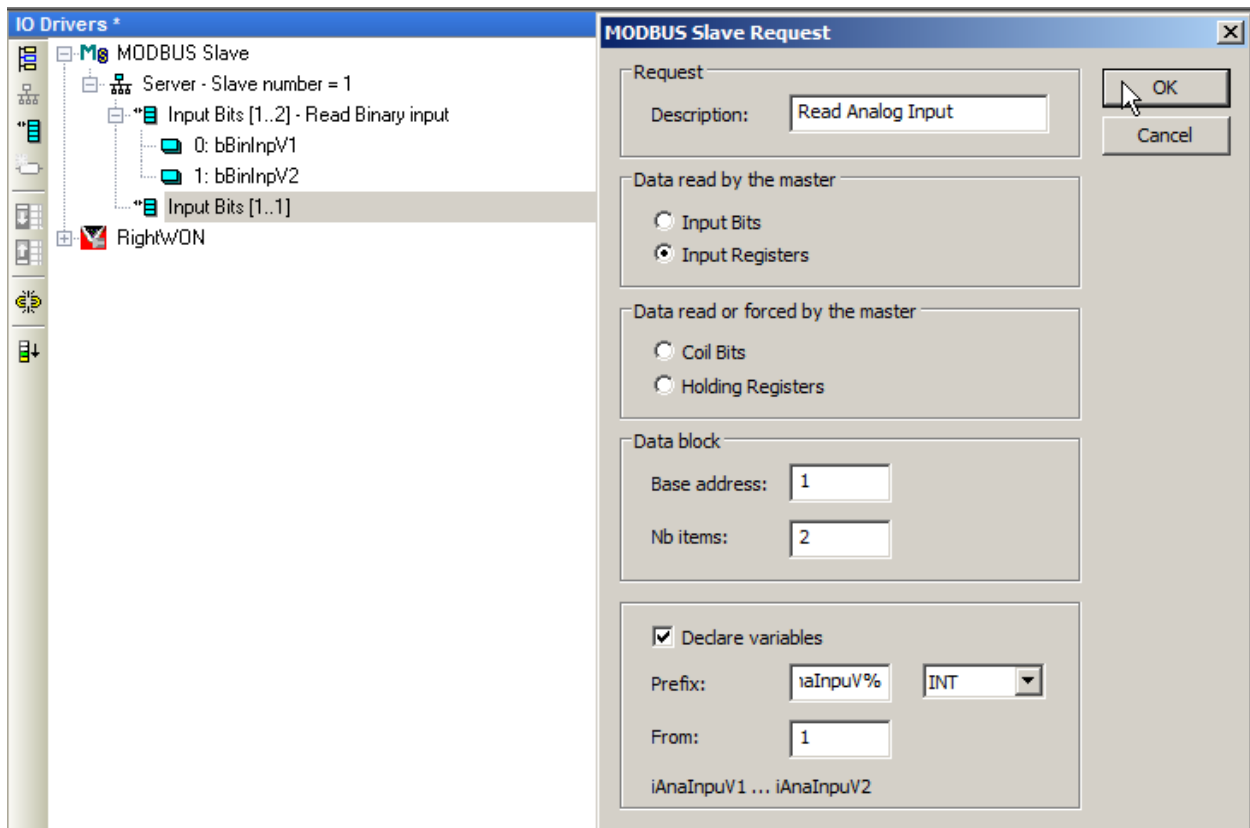 IO Drivers *
MODBUS Slave
Server - Slave number = 1
Input Bits [1..2] - Read Binary input
0: bBinInpV1
1: bBinInpV2
Input Bits [1..1]
RightWON
MODBUS Slave Request
Request
Description: Read Analog Input
OK
Cancel
Data read by the master
Input Bits
Input Registers
Data read or forced by the master
Coil Bits
Holding Registers
Data block
Base address: 1
Nb items: 2
Declare variables
Prefix: naInpuV% INT
From: 1
iAnaInpuV1 ... iAnaInpuV2